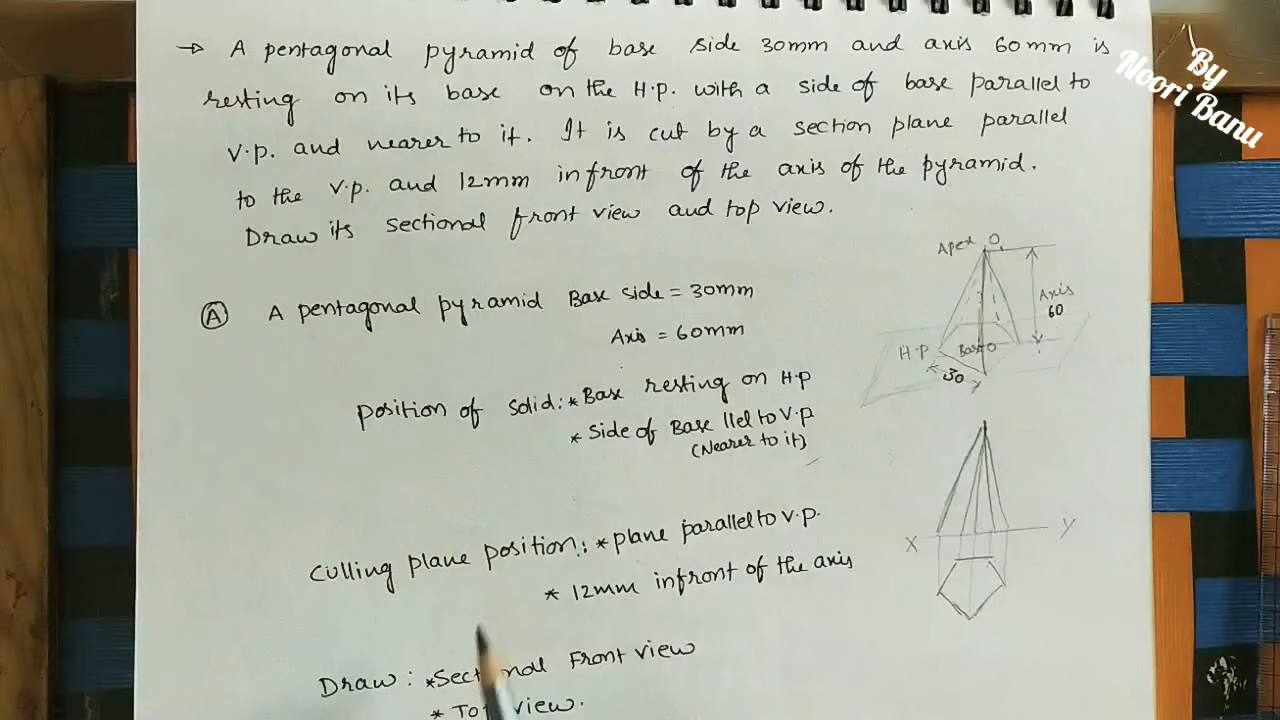 → A pentagonal pyramid of base side 30mm and axis 60mm is
resting on its base on the H.p. with a side of base parallel to
V.p. and nearer to it. It is cut by a section plane parallel
to the V.p. and 12mm infront of the axis of the pyramid.
Draw its sectional front view and top view.
By
Noori Banu
Ⓐ A pentagonal pyramid Base side = 30mm
Axis = 60mm
position of solid: * Base resting on H.p
* Side of Base llel to V.p
(Nearer to it)
Apex O
Axis
60
H.p
Base O
30
X Y
Culling plane position: * plane parallel to V.p.
* 12mm infront of the axis
Draw: * Sectional Front view
* Top view.